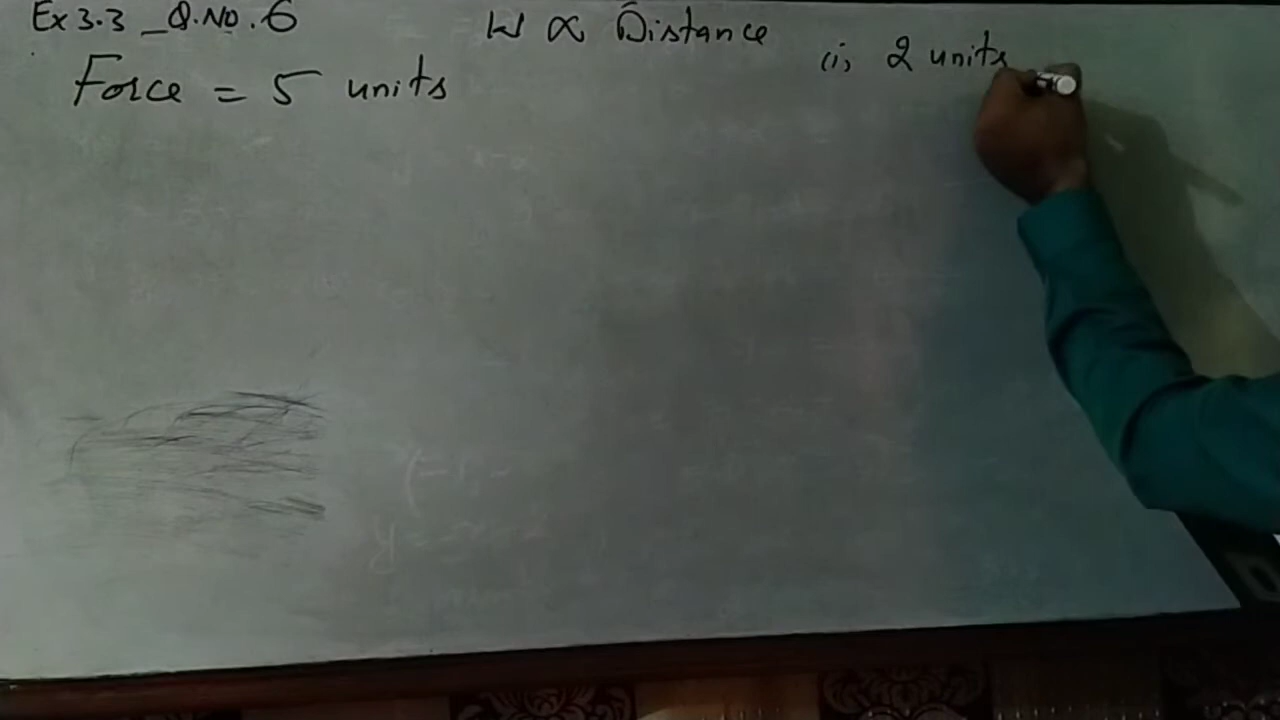 Ex 3.3 _ Q.No. 6
W ∝ Distance
(i) 2 units
Force = 5 units